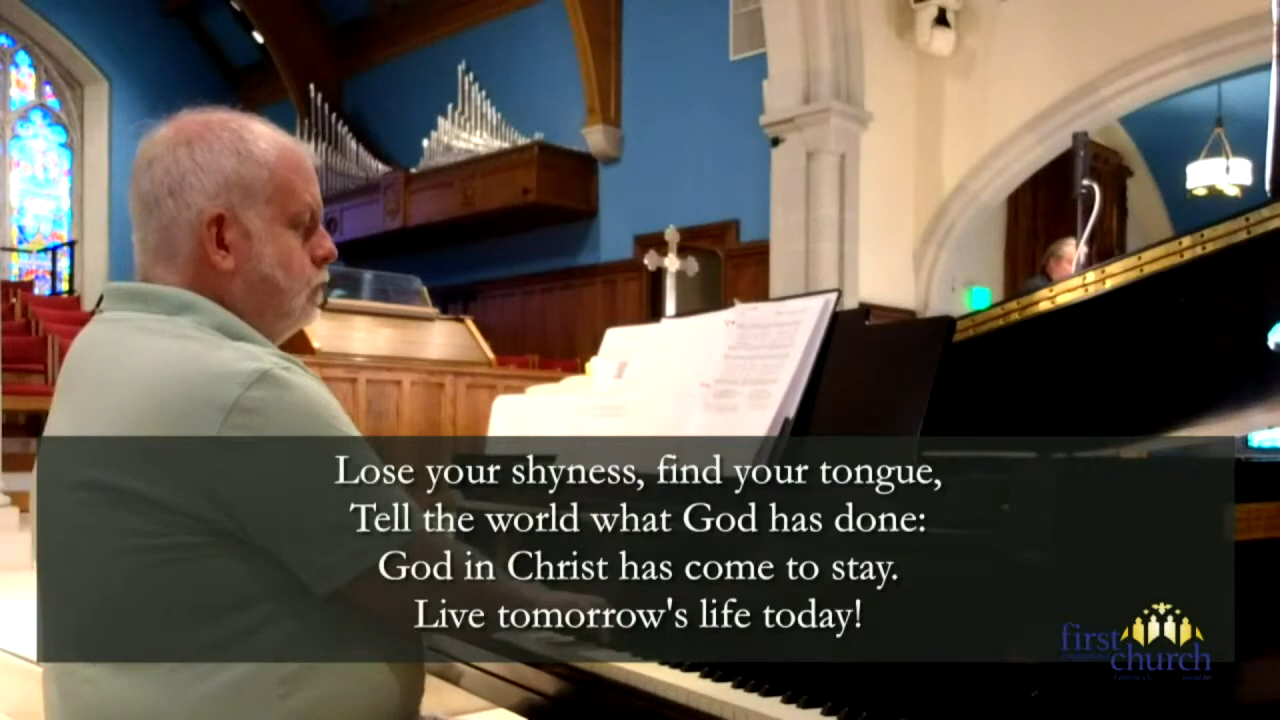 Lose your shyness, find your tongue,
Tell the world what God has done:
God in Christ has come to stay.
Live tomorrow's life today!
first
church